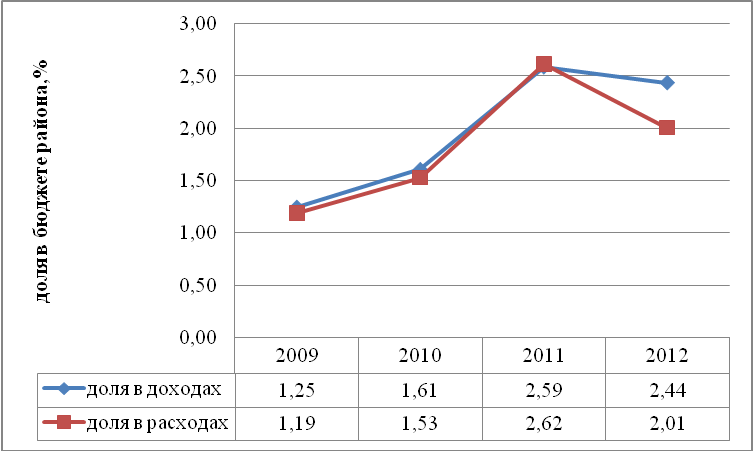 доля в бюджете района,%
3,00
2,50
2,00
1,50
1,00
0,50
0,00
2009 2010 2011 2012
доля в доходах 1,25 1,61 2,59 2,44
доля в расходах 1,19 1,53 2,62 2,01